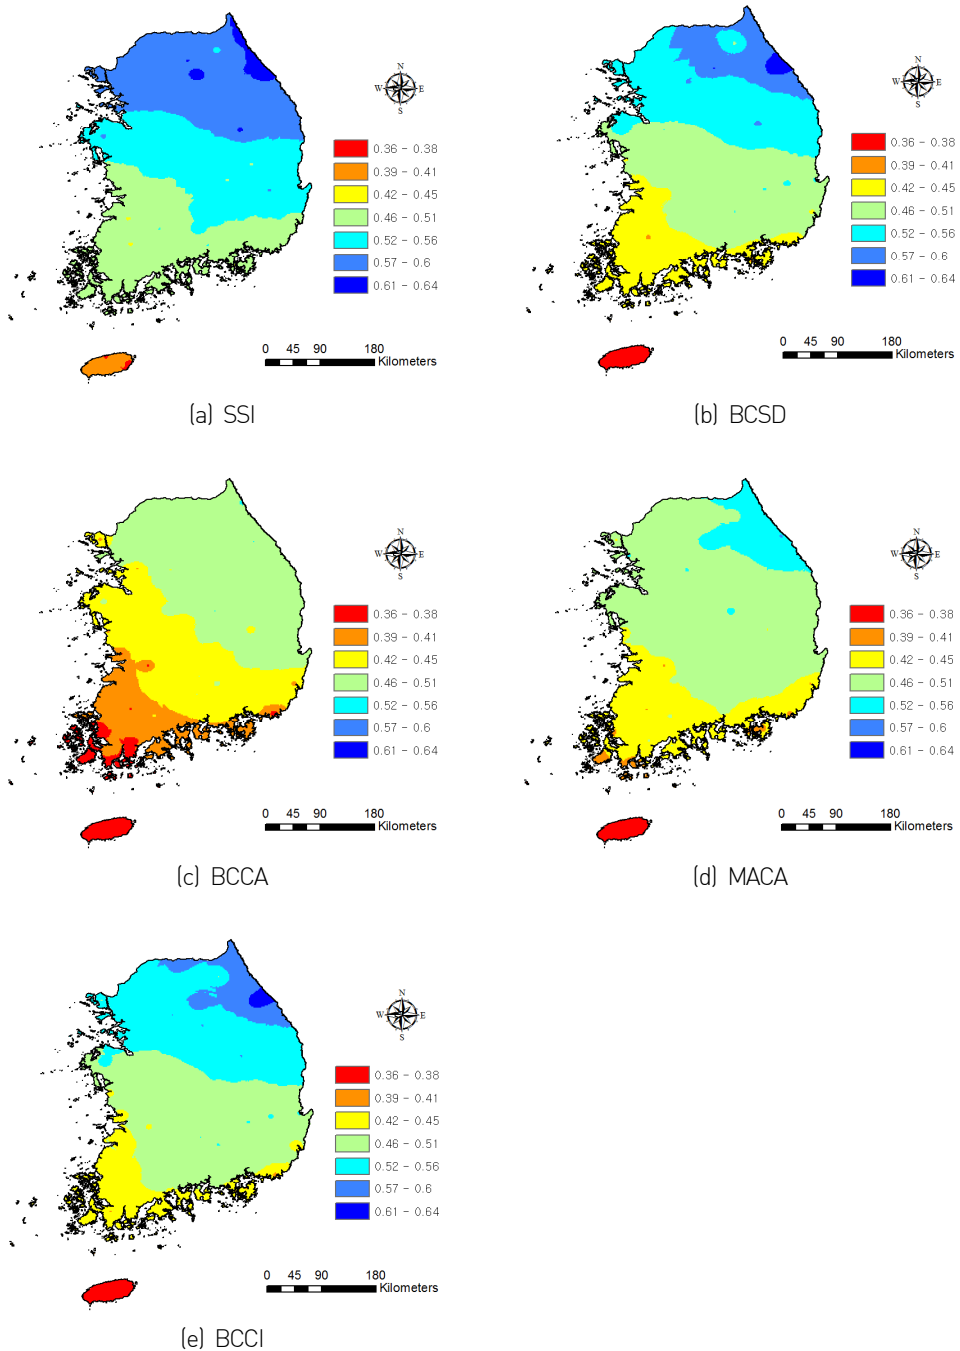 N
W E
S
0.36 - 0.38
0.39 - 0.41
0.42 - 0.45
0.46 - 0.51
0.52 - 0.56
0.57 - 0.6
0.61 - 0.64
0 45 90 180
Kilometers
(a) SSI
N
W E
S
0.36 - 0.38
0.39 - 0.41
0.42 - 0.45
0.46 - 0.51
0.52 - 0.56
0.57 - 0.6
0.61 - 0.64
0 45 90 180
Kilometers
(b) BCSD
N
W E
S
0.36 - 0.38
0.39 - 0.41
0.42 - 0.45
0.46 - 0.51
0.52 - 0.56
0.57 - 0.6
0.61 - 0.64
0 45 90 180
Kilometers
(c) BCCA
N
W E
S
0.36 - 0.38
0.39 - 0.41
0.42 - 0.45
0.46 - 0.51
0.52 - 0.56
0.57 - 0.6
0.61 - 0.64
0 45 90 180
Kilometers
(d) MACA
N
W E
S
0.36 - 0.38
0.39 - 0.41
0.42 - 0.45
0.46 - 0.51
0.52 - 0.56
0.57 - 0.6
0.61 - 0.64
0 45 90 180
Kilometers
(e) BCCI